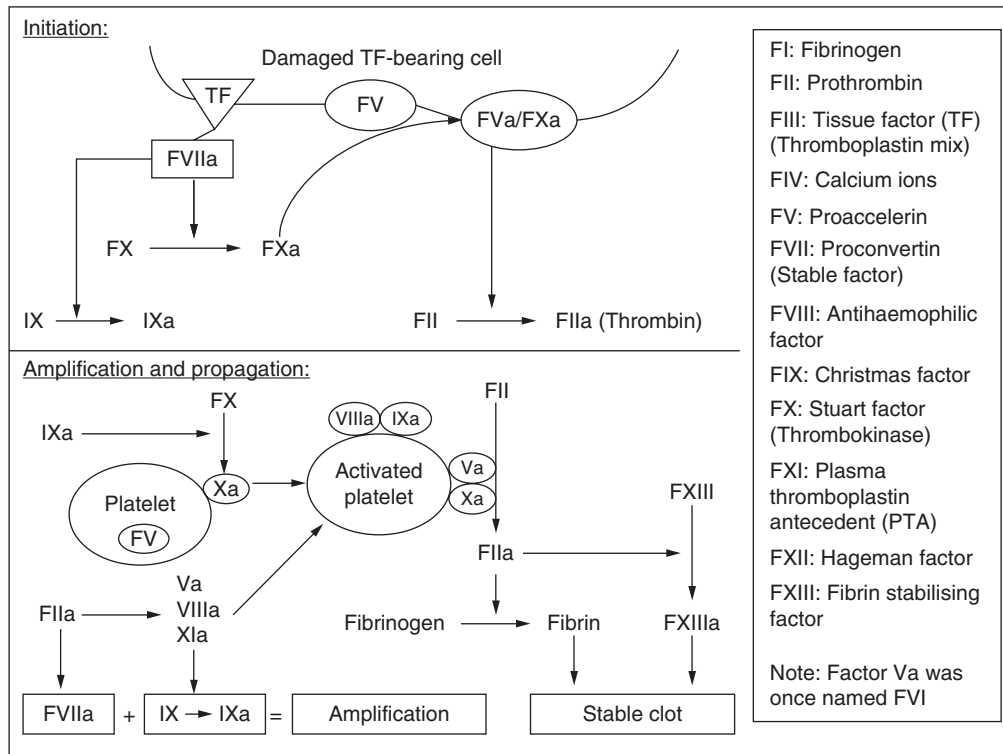 Initiation:
Damaged TF-bearing cell
TF
FV
FVa/FXa
FVIIa
FX
FXa
IX
IXa
FII
FIIa (Thrombin)
Amplification and propagation:
FX
FII
IXa
VIIIa
IXa
Xa
Activated
platelet
Va
Xa
Platelet
FV
FXIII
FIIa
Va
VIIIa
XIa
FIIa
Fibrinogen
Fibrin
FXIIIa
FVIIa
+
IX
IXa
=
Amplification
Stable clot
FI: Fibrinogen
FII: Prothrombin
FIII: Tissue factor (TF)
(Thromboplastin mix)
FIV: Calcium ions
FV: Proaccelerin
FVII: Proconvertin
(Stable factor)
FVIII: Antihaemophilic
factor
FIX: Christmas factor
FX: Stuart factor
(Thrombokinase)
FXI: Plasma
thromboplastin
antecedent (PTA)
FXII: Hageman factor
FXIII: Fibrin stabilising
factor
Note: Factor Va was
once named FVI